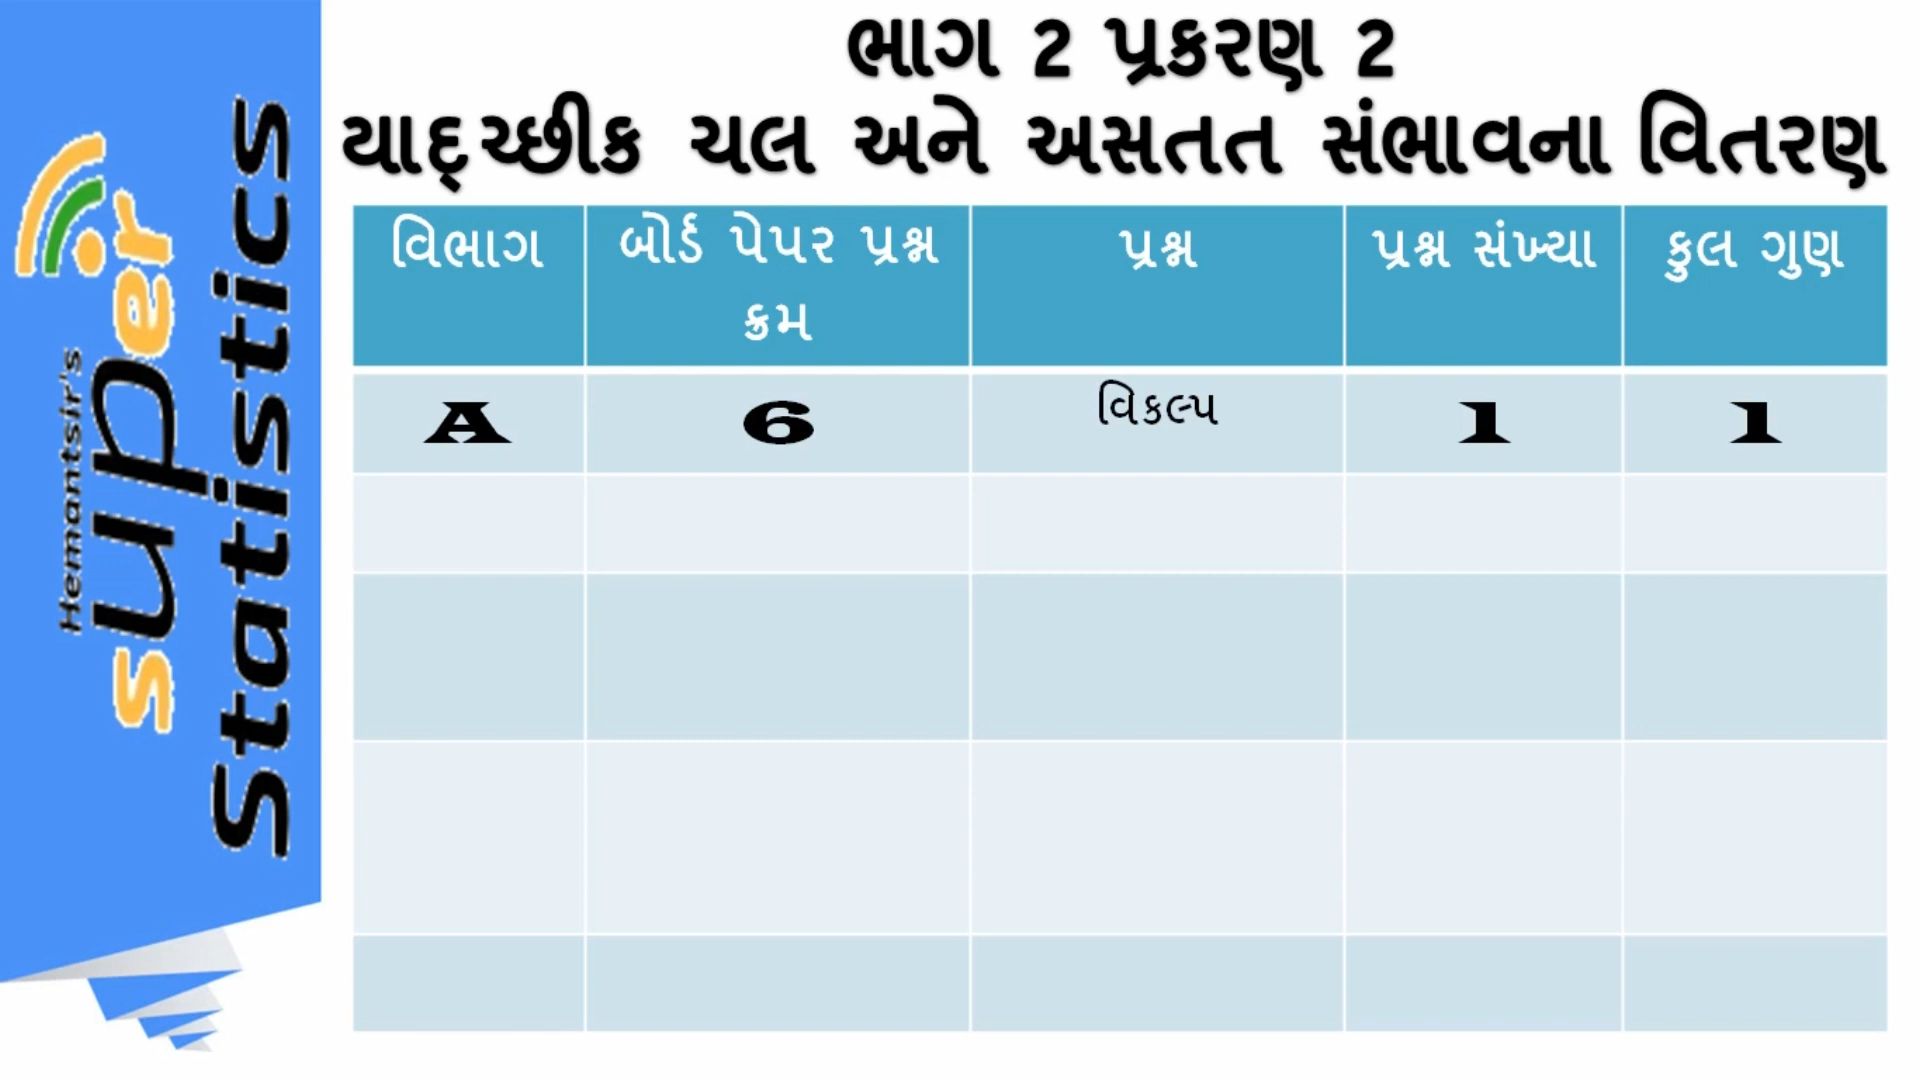 Hemantsir's
super
Statistics
ભાગ 2 પ્રકરણ 2
યાદ્ચ્છીક ચલ અને અસતત સંભાવના વિતરણ
વિભાગ બોર્ડ પેપર પ્રશ્ન ક્રમ પ્રશ્ન પ્રશ્ન સંખ્યા કુલ ગુણ
A 6 વિકલ્પ 1 1